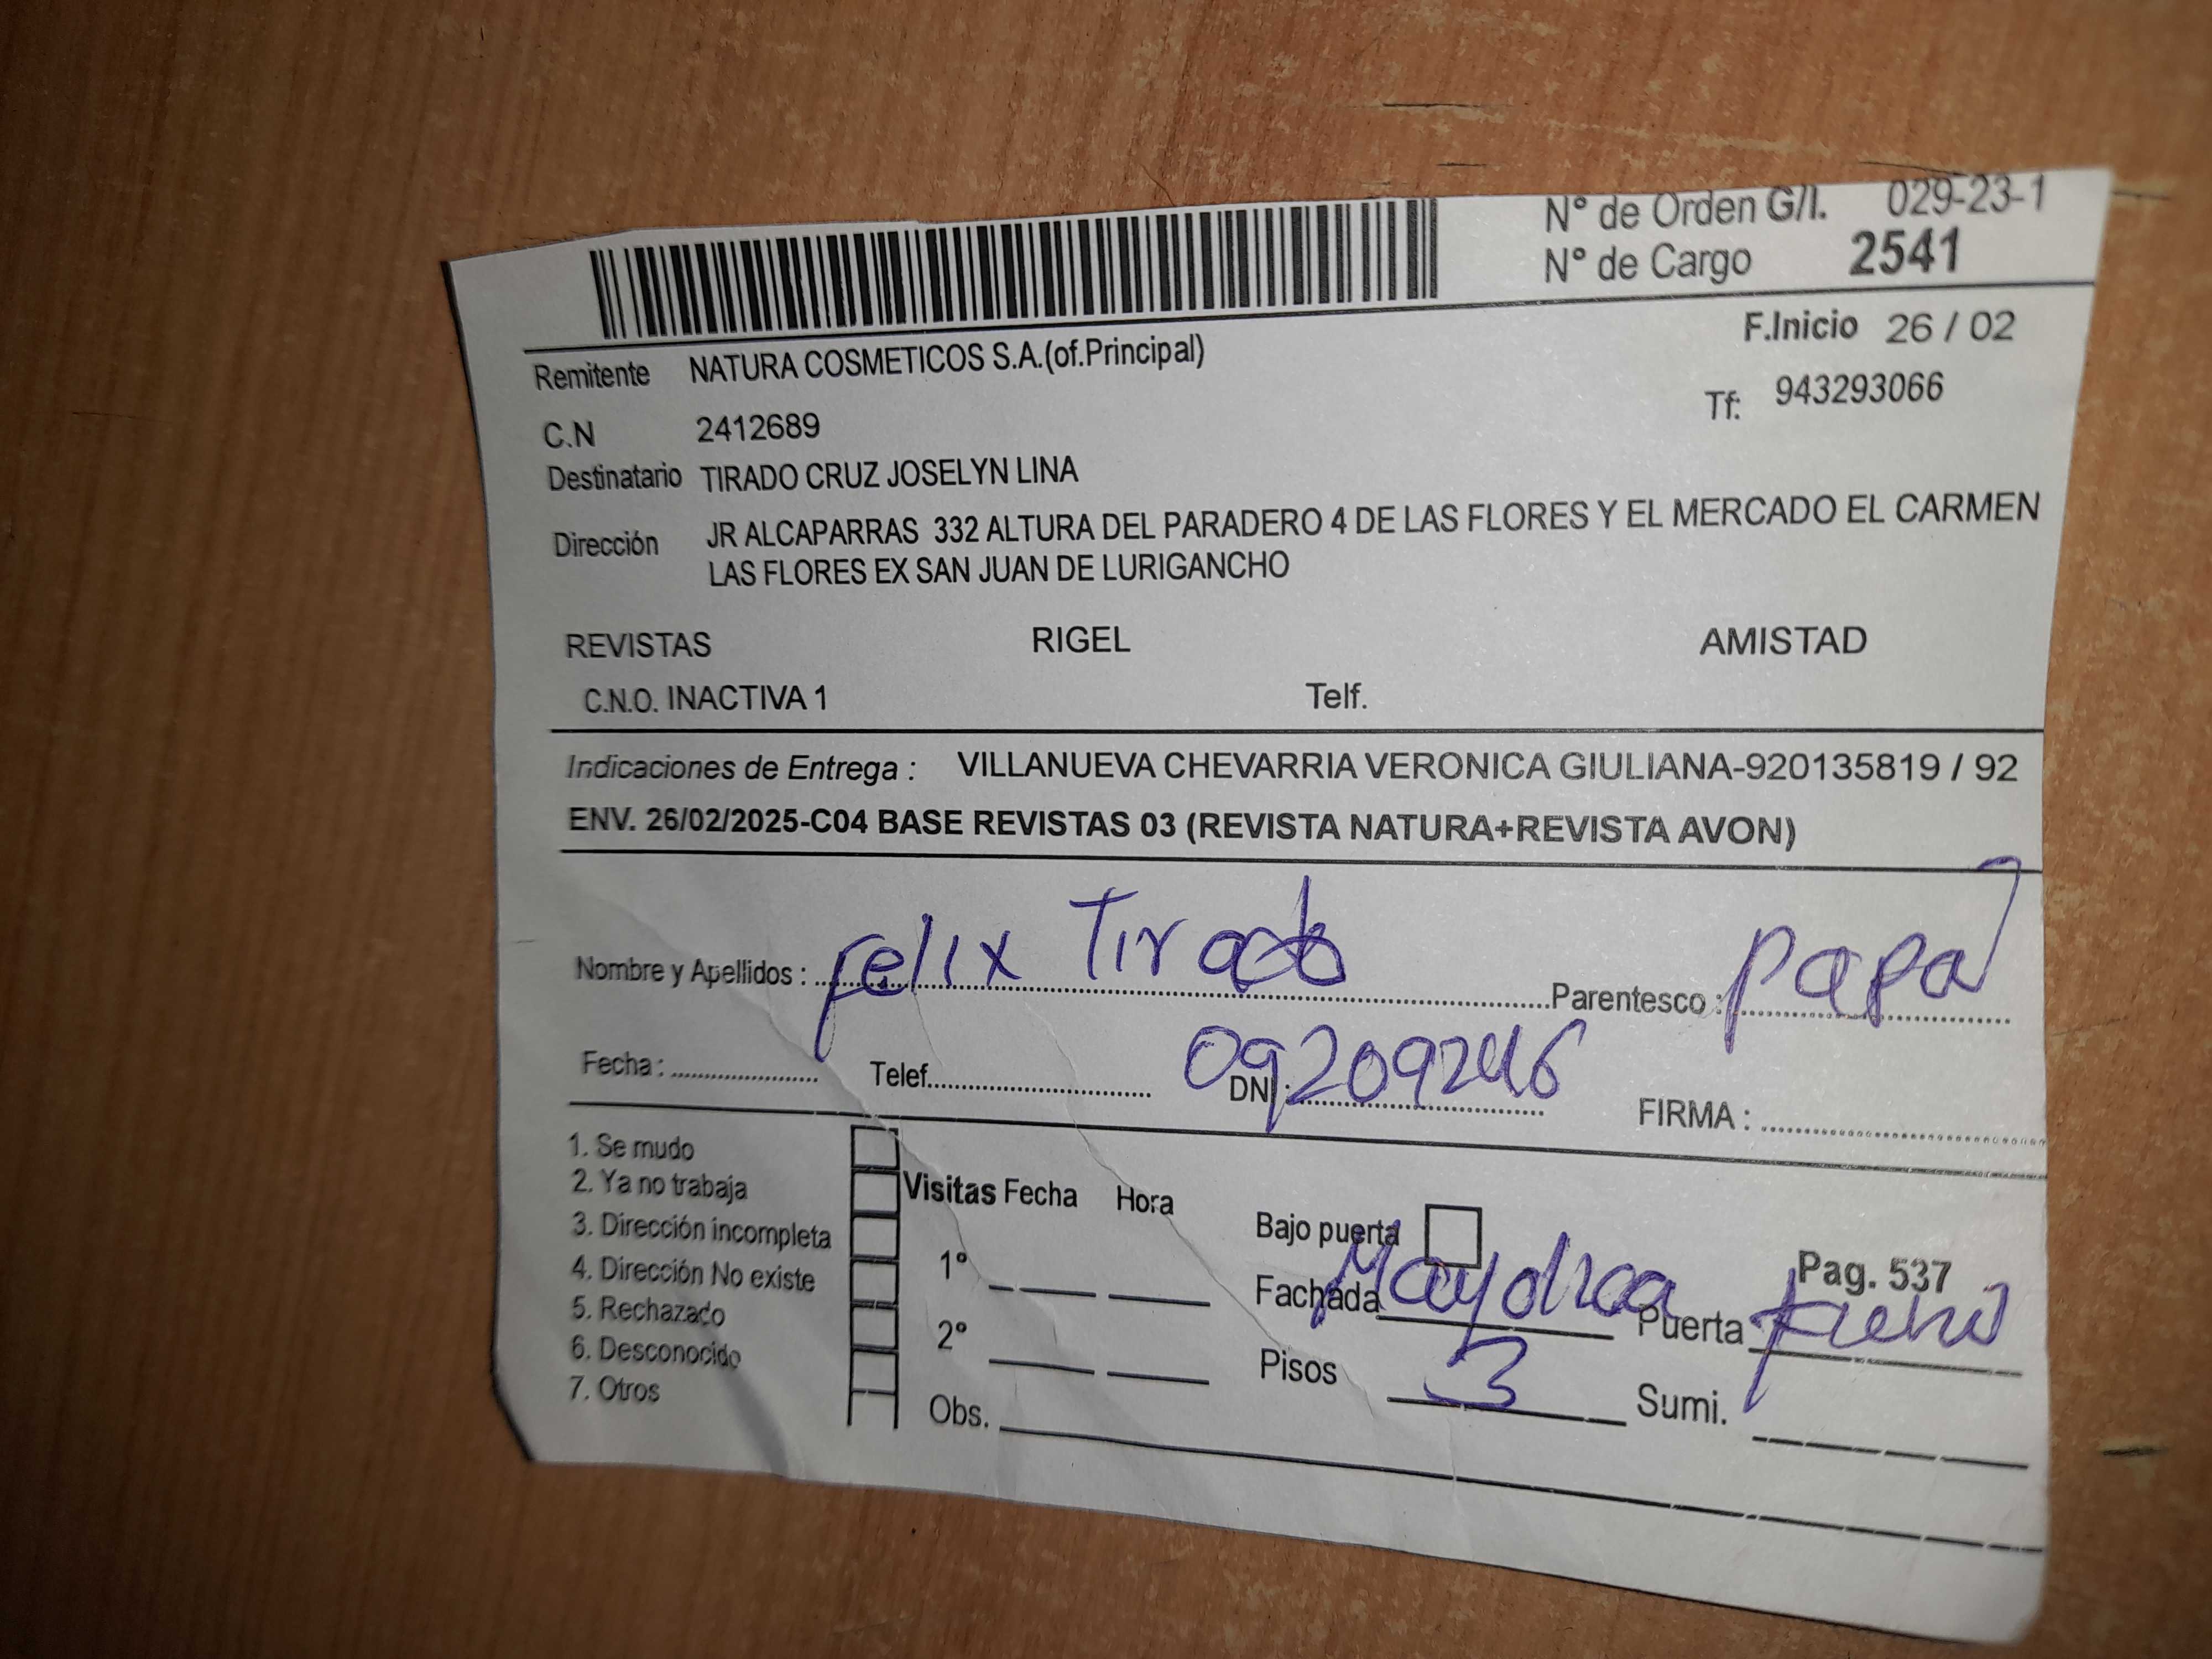 Nº de Orden G/I. 029-23-1
Nº de Cargo 2541
F.Inicio 26 / 02
Remitente NATURA COSMETICOS S.A.(of.Principal)
Tf: 943293066
C.N 2412689
Destinatario TIRADO CRUZ JOSELYN LINA
Dirección JR ALCAPARRAS 332 ALTURA DEL PARADERO 4 DE LAS FLORES Y EL MERCADO EL CARMEN
LAS FLORES EX SAN JUAN DE LURIGANCHO
REVISTAS RIGEL AMISTAD
C.N.O. INACTIVA 1 Telf.
Indicaciones de Entrega : VILLANUEVA CHEVARRIA VERONICA GIULIANA-920135819 / 92
ENV. 26/02/2025-C04 BASE REVISTAS 03 (REVISTA NATURA+REVISTA AVON)
Nombre y Apellidos : felix Tirado Parentesco : papá
Fecha : Telef. DNI : 09209246 FIRMA :
1. Se mudo
2. Ya no trabaja
3. Dirección incompleta
4. Dirección No existe
5. Rechazado
6. Desconocido
7. Otros
Visitas Fecha Hora
1º
2º
Obs.
Bajo puerta
Pag. 537
Fachada Puerta
Pisos 3 Sumi.